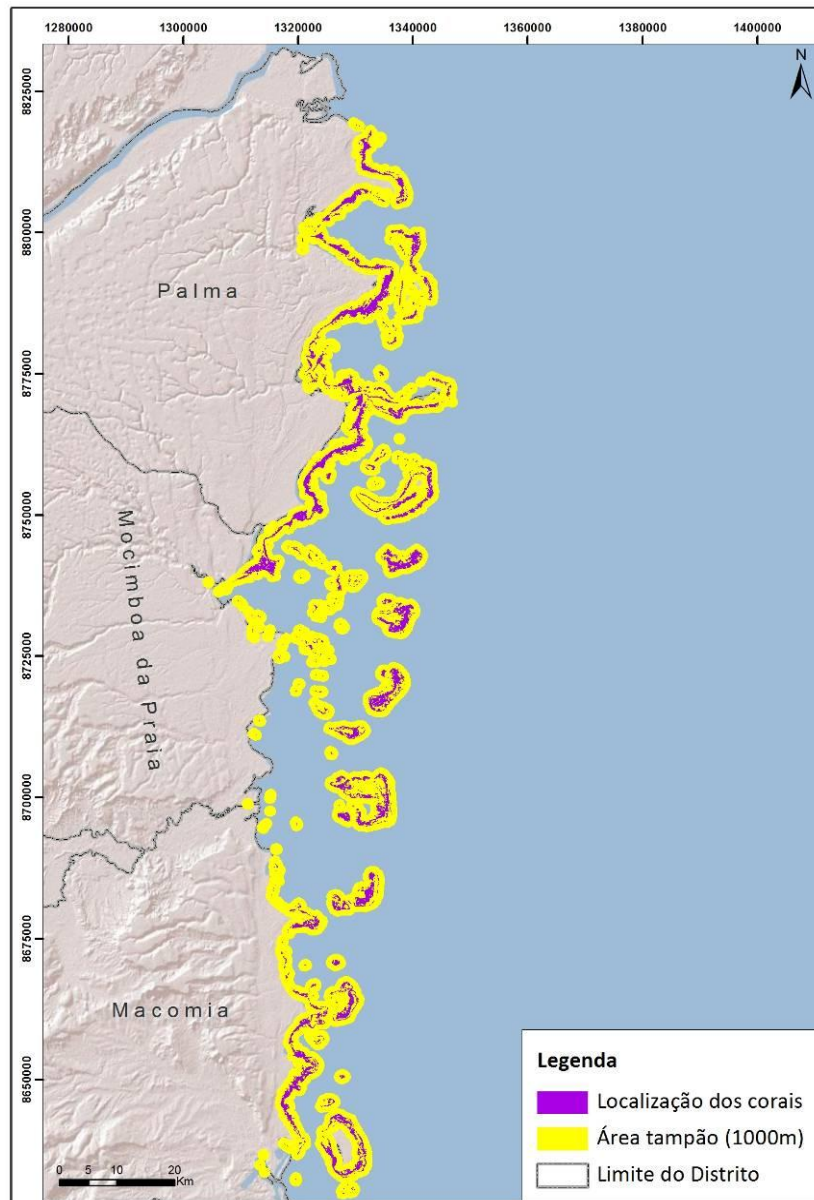 1280000 1300000 1320000 1340000 1360000 1380000 1400000
N
8825000
8800000
Palma
8775000
8750000
Mocimboa da Praia
8725000
8700000
8675000
Macomia
8650000
Legenda
Localização dos corais
Área tampão (1000m)
Limite do Distrito
0 5 10 20
Km